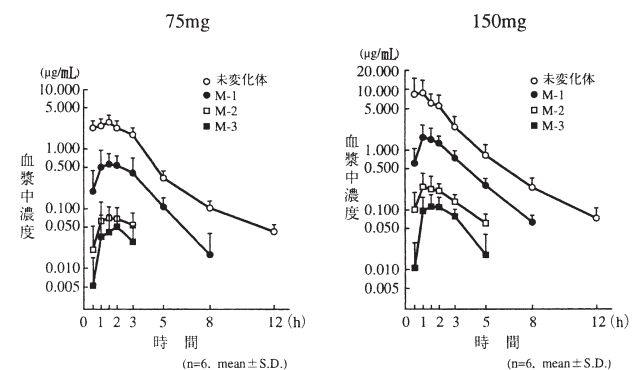 75mg
(μg/mL)
10.000
5.000
1.000
0.500
0.100
0.050
0.010
0.005
血漿中濃度
未変化体
M-1
M-2
M-3
0 1 2 3 5 8 12 (h)
時間
(n=6, mean±S.D.)
150mg
(μg/mL)
20.000
10.000
5.000
1.000
0.500
0.100
0.050
0.010
0.005
血漿中濃度
未変化体
M-1
M-2
M-3
0 1 2 3 5 8 12 (h)
時間
(n=6, mean±S.D.)